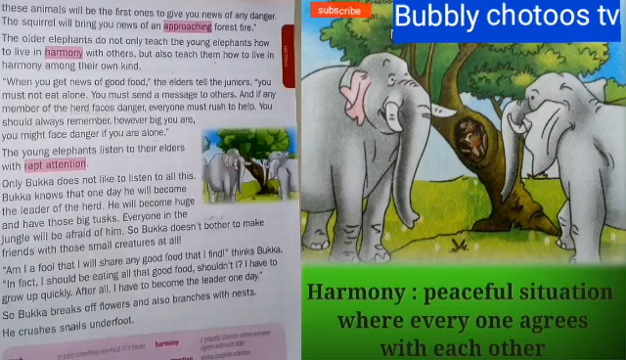 these animals will be the first ones to give you news of any danger.
The squirrel will bring you news of an approaching forest fire."
The older elephants do not only teach the young elephants how
to live in harmony with others, but also teach them how to live in
harmony among their own kind.
"When you get news of good food," the elders tell the juniors, "you
must not eat alone. You must send a message to others. And if any
member of the herd faces danger, everyone must rush to help. You
should always remember, however big you are,
you might face danger if you are alone."
The young elephants listen to their elders
with rapt attention.
Only Bukka does not like to listen to all this.
Bukka knows that one day he will become
the leader of the herd. He will become huge
and have those big tusks. Everyone in the
jungle will be afraid of him. So Bukka doesn't bother to make
friends with those small creatures at all!
"Am I a fool that I will share any good food that I find!" thinks Bukka,
"In fact, I should be eating all that good food, shouldn't I? I have to
grow up quickly. After all, I have to become the leader one day."
So Bukka breaks off flowers and also branches with nests.
He crushes snails underfoot.
harmony
subscribe
Bubbly chotoos tv
Harmony : peaceful situation
where every one agrees
with each other